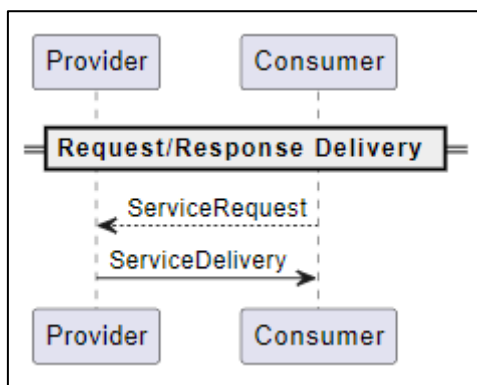 Provider Consumer
Request/Response Delivery
ServiceRequest
ServiceDelivery
Provider Consumer